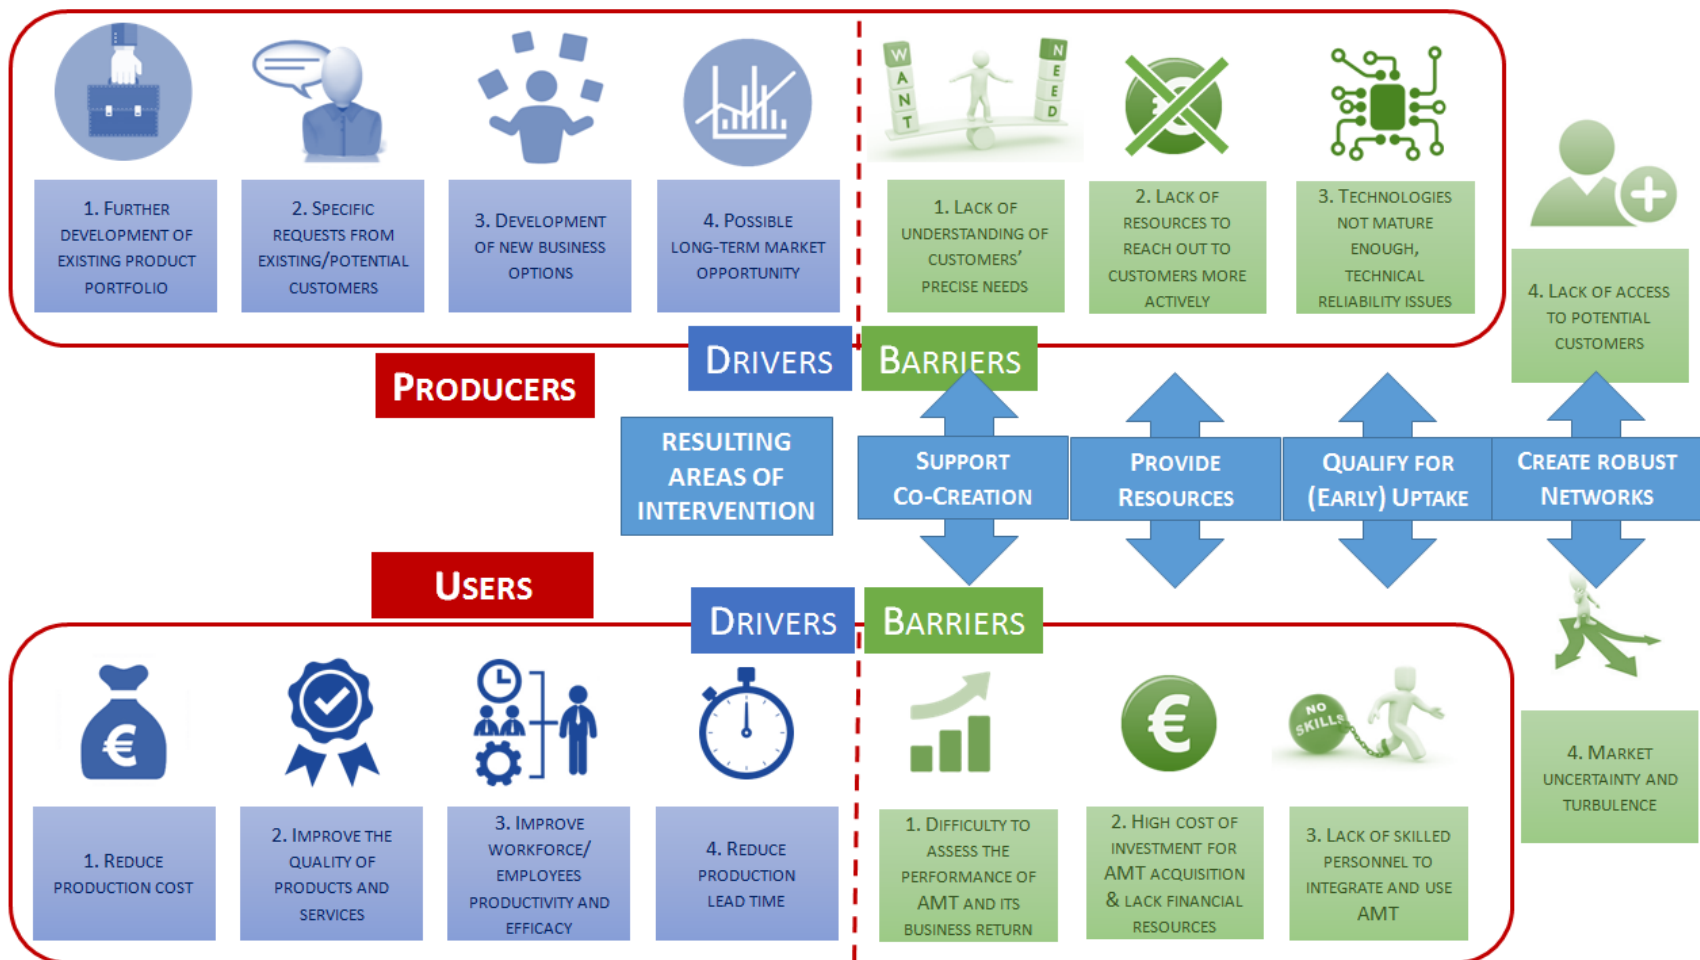 WANT
NEED
1. Further
development of
existing product
portfolio
2. Specific
requests from
existing/potential
customers
3. Development
of new business
options
4. Possible
long-term market
opportunity
1. Lack of
understanding of
customers'
precise needs
2. Lack of
resources to
reach out to
customers more
actively
3. Technologies
not mature
enough,
technical
reliability issues
4. Lack of access
to potential
customers
Drivers
Barriers
Producers
RESULTING
AREAS OF
INTERVENTION
Support
Co-Creation
Provide
Resources
Qualify for
(Early) Uptake
Create robust
Networks
Users
Drivers
Barriers
€
€
NO
SKILLS
1. Reduce
production cost
2. Improve the
quality of
products and
services
3. Improve
workforce/
employees
productivity and
efficacy
4. Reduce
production
lead time
1. Difficulty to
assess the
performance of
AMT and its
business return
2. High cost of
investment for
AMT acquisition
& lack financial
resources
3. Lack of skilled
personnel to
integrate and use
AMT
4. Market
uncertainty and
turbulence